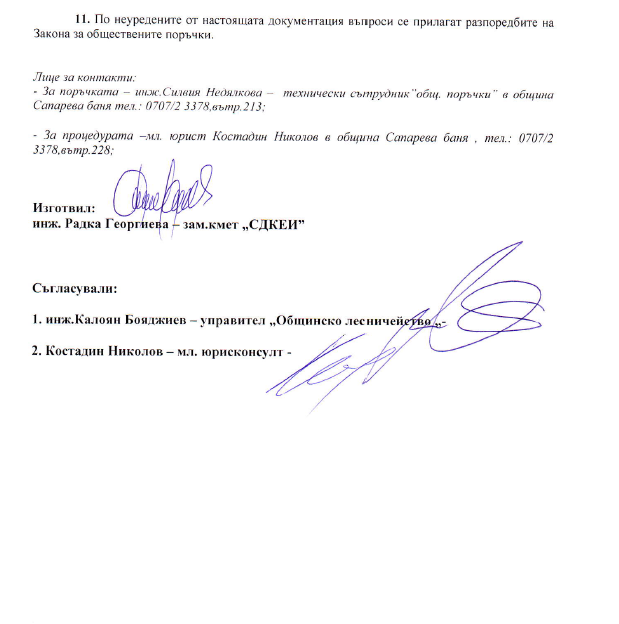 11. По неуредените от настоящата документация въпроси се прилагат разпоредбите на
Закона за обществените поръчки.
Лице за контакти:
- За поръчката – инж.Силвия Недялкова – технически сътрудник"общ. поръчки" в община
Сапарева баня тел.: 0707/2 3378,вътр.213;
- За процедурата –мл. юрист Костадин Николов в община Сапарева баня , тел.: 0707/2
3378,вътр.228;
Изготвил:
инж. Радка Георгиева – зам.кмет „СДКЕИ"
Съгласували:
1. инж.Калоян Бояджиев – управител „Общинско лесничейство „-
2. Костадин Николов – мл. юрисконсулт -